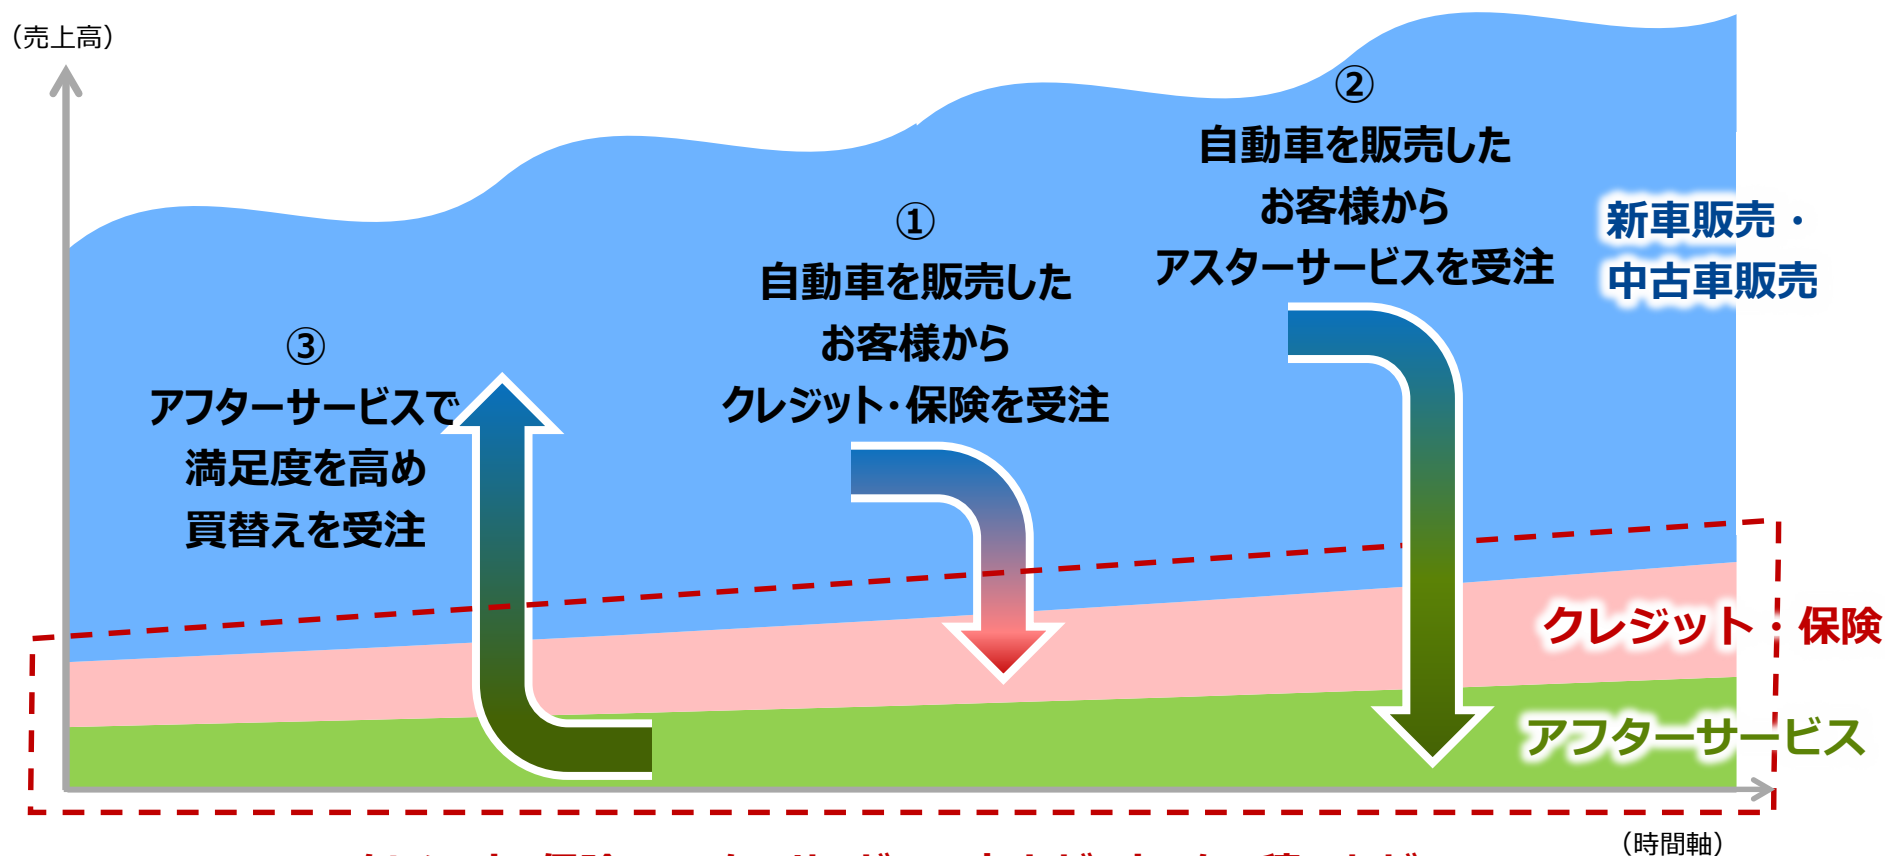 （売上高）
②
自動車を販売した
お客様から
アスターサービスを受注
新車販売・
中古車販売
①
自動車を販売した
お客様から
クレジット・保険を受注
③
アフターサービスで
満足度を高め
買替えを受注
クレジット・保険
アフターサービス
（時間軸）